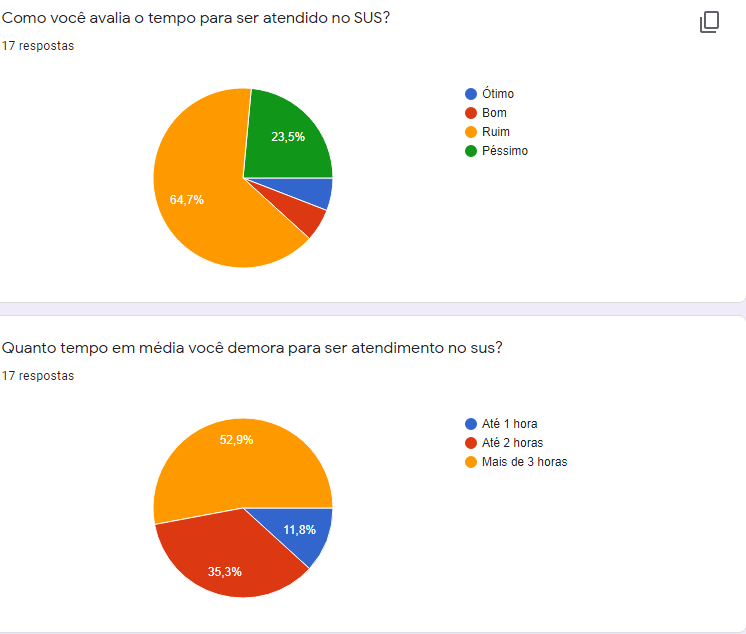 Como você avalia o tempo para ser atendido no SUS?
17 respostas
23,5%
64,7%
Ótimo
Bom
Ruim
Péssimo
Quanto tempo em média você demora para ser atendimento no sus?
17 respostas
52,9%
11,8%
35,3%
Até 1 hora
Até 2 horas
Mais de 3 horas